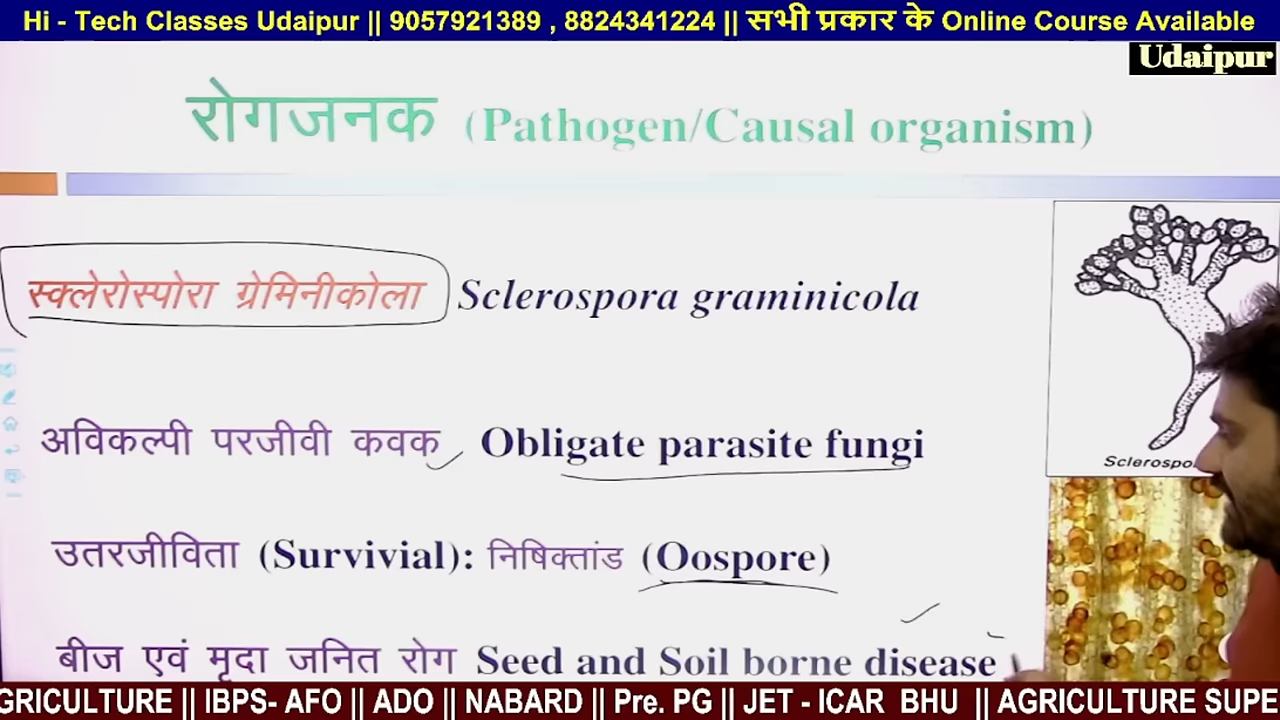 Hi - Tech Classes Udaipur || 9057921389 , 8824341224 || सभी प्रकार के Online Course Available
Udaipur
रोगजनक (Pathogen/Causal organism)
स्क्लेरोस्पोरा ग्रेमिनीकोला Sclerospora graminicola
अविकल्पी परजीवी कवक Obligate parasite fungi
Sclerospo
उतरजीविता (Survivial): निषिक्तांड (Oospore)
बीज एवं मृदा जनित रोग Seed and Soil borne disease
GRICULTURE || IBPS- AFO || ADO || NABARD || Pre. PG || JET - ICAR BHU || AGRICULTURE SUPE